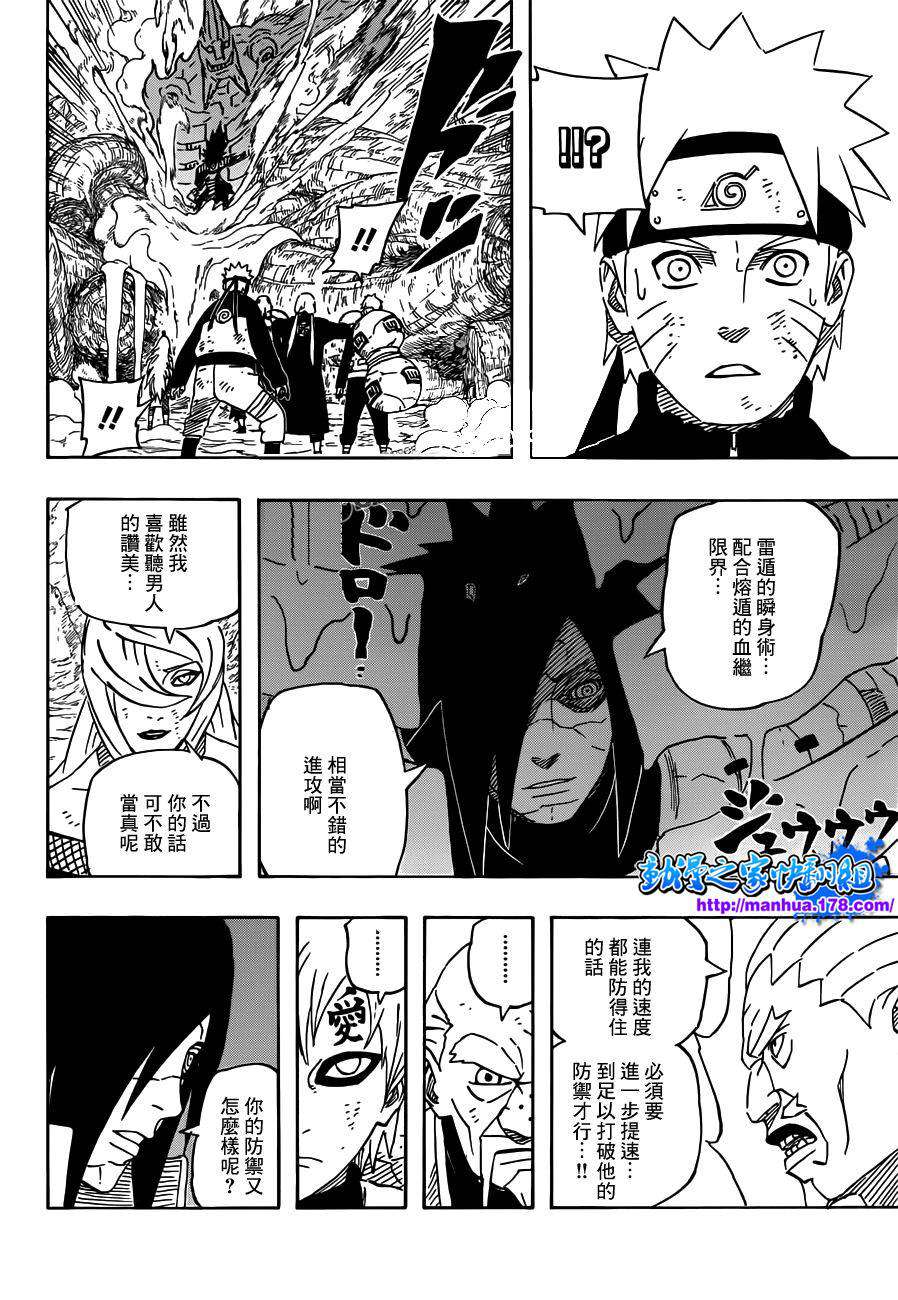 !!?
!!
!!
雷遁的瞬身術…
配合熔遁的血繼
限界…
ドロー…
相當不錯的
進攻啊
シュウウウ
雖然我
喜歡聽男人
的讚美…
不過
你的話
可不敢
當真呢
動漫之家快翻組
http://manhua.178.com/
連我的速度
都能防得住
的話
必須要
進一步提速…
到足以打破他的
防禦才行…!!
………
………
愛
你的防禦又
怎麼樣呢?